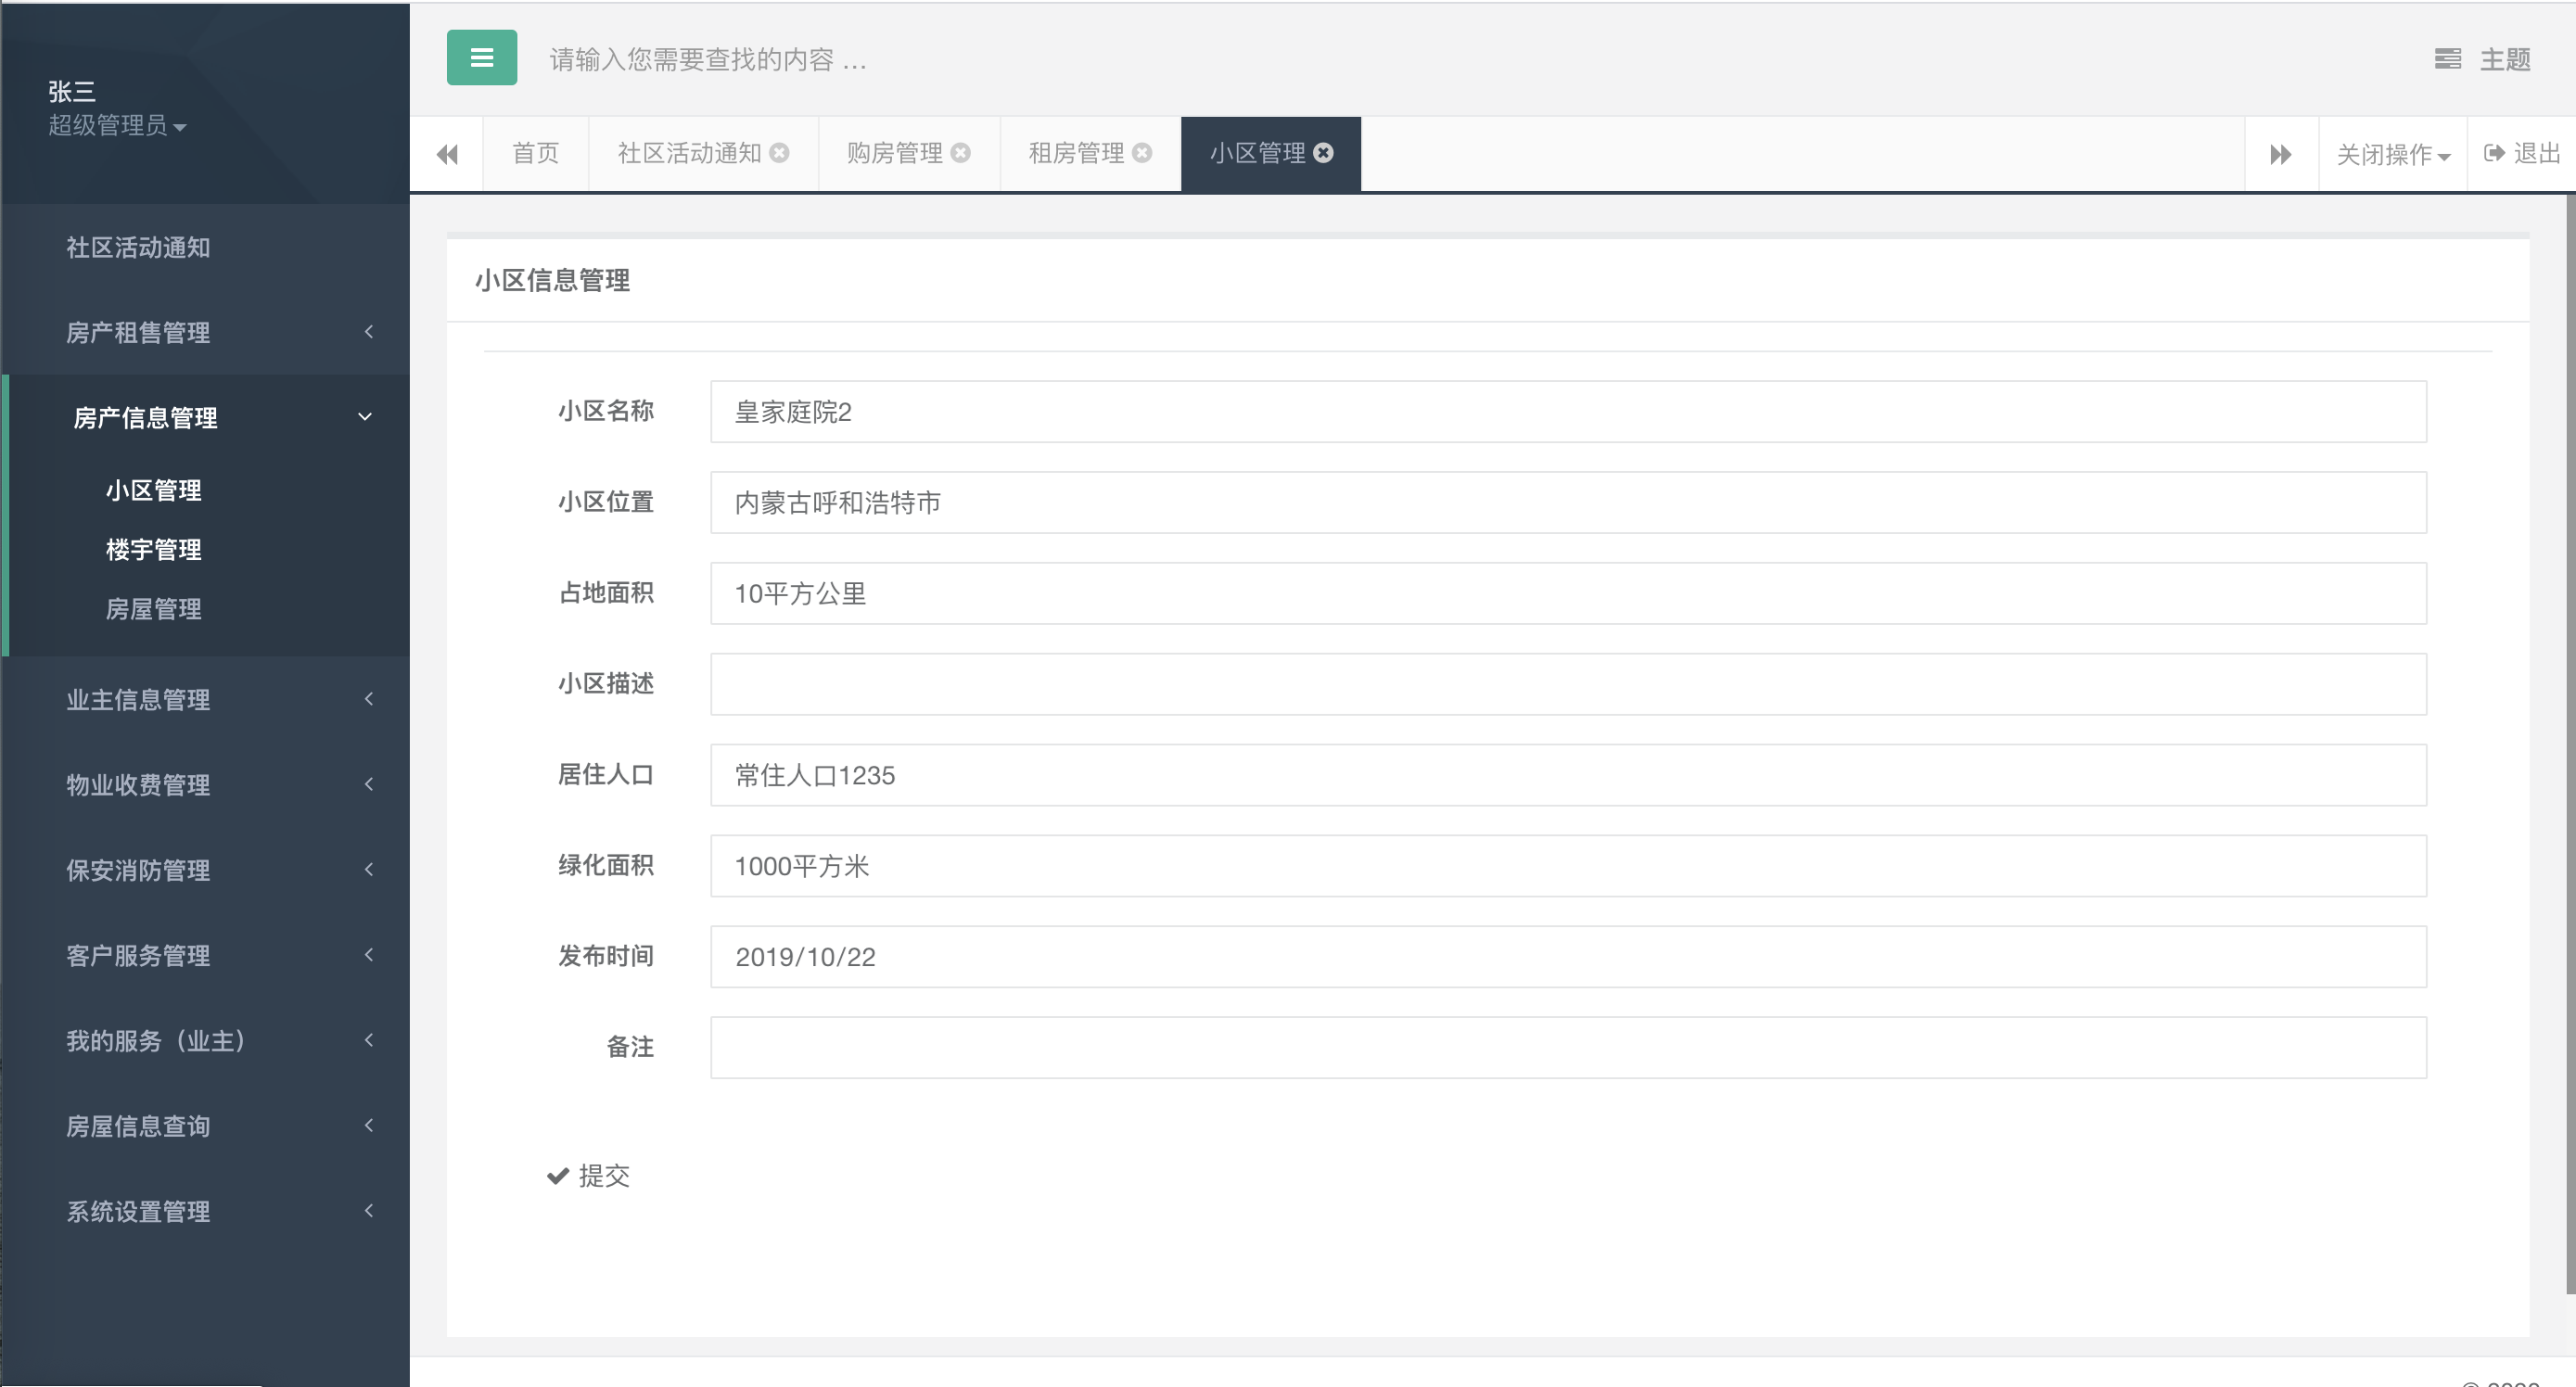 张三
超级管理员
社区活动通知
房产租售管理
房产信息管理
小区管理
楼宇管理
房屋管理
业主信息管理
物业收费管理
保安消防管理
客户服务管理
我的服务（业主）
房屋信息查询
系统设置管理
请输入您需要查找的内容 …
主题
首页
社区活动通知
购房管理
租房管理
小区管理
关闭操作
退出
小区信息管理
小区名称 皇家庭院2
小区位置 内蒙古呼和浩特市
占地面积 10平方公里
小区描述
居住人口 常住人口1235
绿化面积 1000平方米
发布时间 2019/10/22
备注
提交